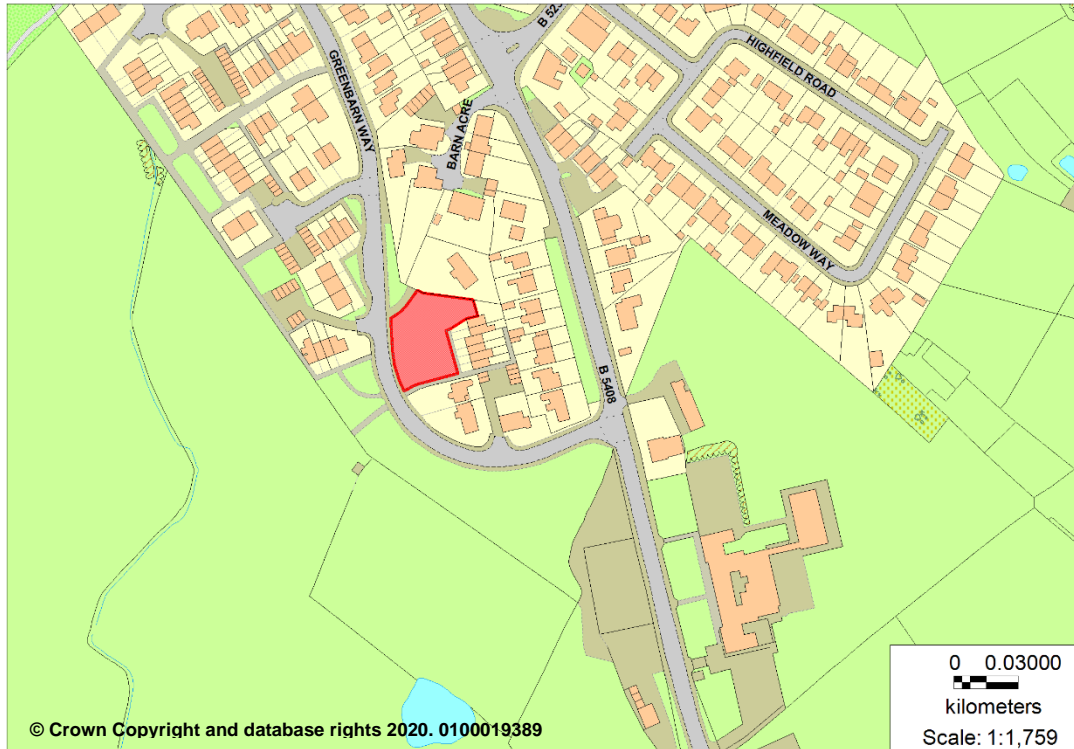 B 52
HIGHFIELD ROAD
GREENBARN WAY
BARN ACRE
MEADOW WAY
B 5408
0 0.03000
kilometers
Scale: 1:1,759
© Crown Copyright and database rights 2020. 0100019389